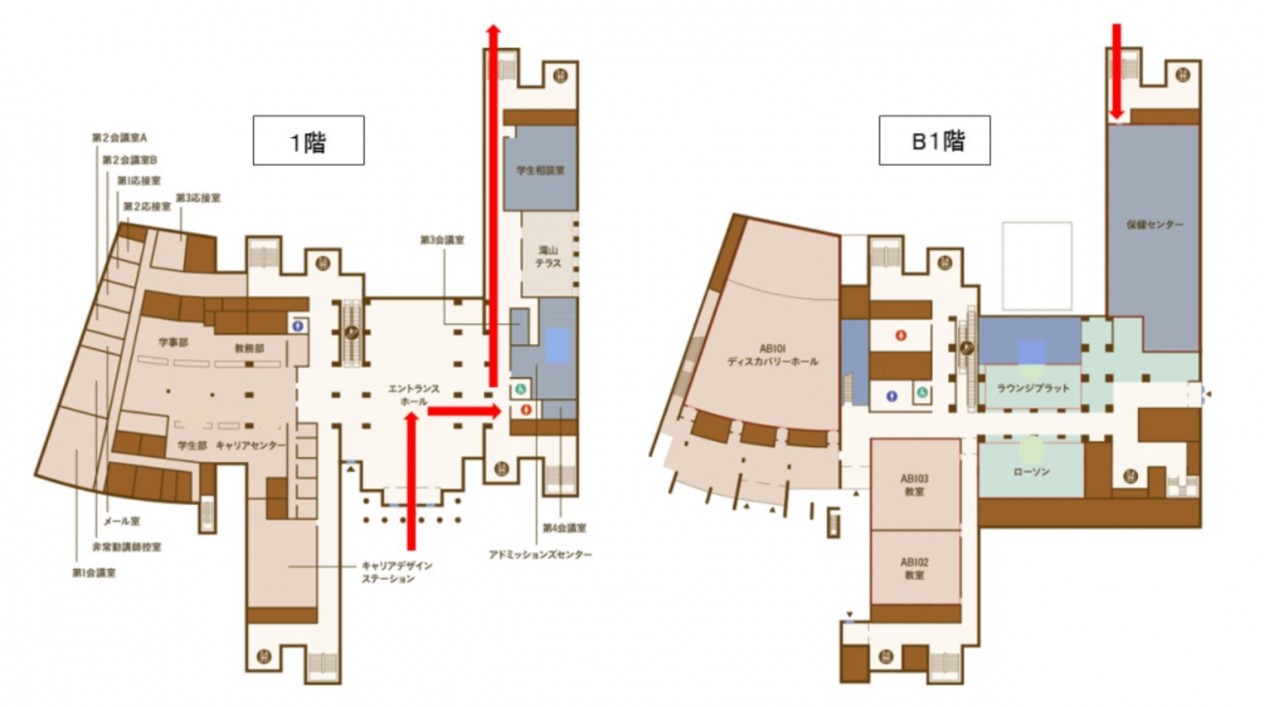 1階
第2会議室A
第2会議室B
第1応接室
第2応接室
第3応接室
第3会議室
学生相談室
滝山
テラス
学事部
教務部
エントランス
ホール
学生部
キャリアセンター
メール室
非常勤講師控室
第1会議室
キャリアデザイン
ステーション
第4会議室
アドミッションズセンター
B1階
保健センター
AB101
ディスカバリーホール
ラウンジプラット
ローソン
AB103
教室
AB102
教室